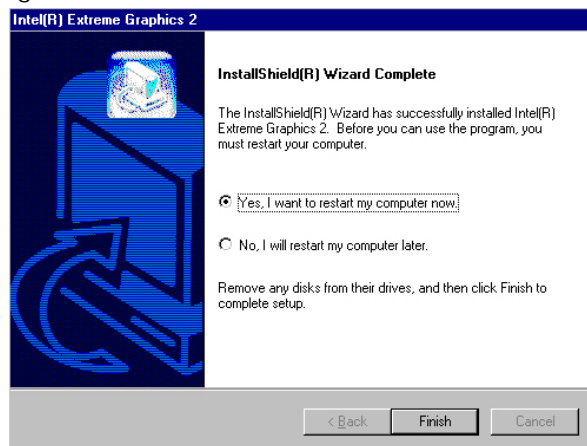 Intel(R) Extreme Graphics 2
InstallShield(R) Wizard Complete
The InstallShield(R) Wizard has successfully installed Intel(R)
Extreme Graphics 2. Before you can use the program, you
must restart your computer.
Yes, I want to restart my computer now.
No, I will restart my computer later.
Remove any disks from their drives, and then click Finish to
complete setup.
< Back Finish Cancel